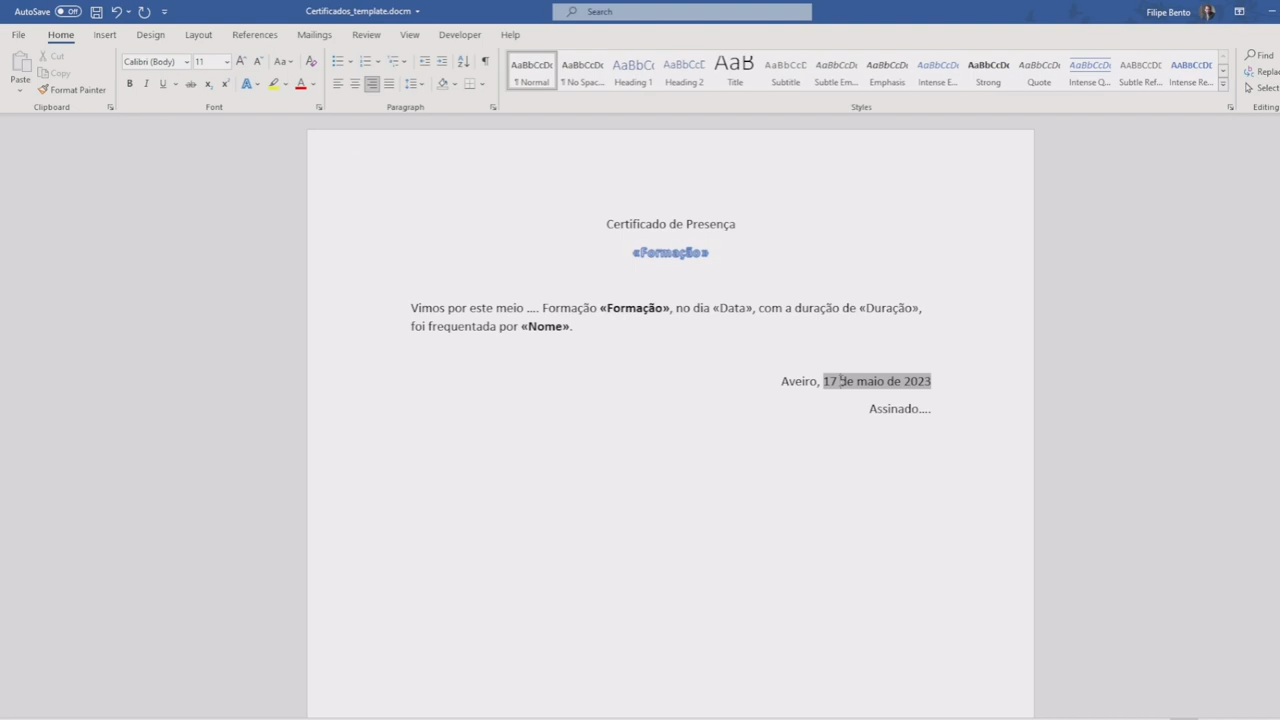 AutoSave Off Certificados_template.docm Search Filipe Bento
File Home Insert Design Layout References Mailings Review View Developer Help
Paste Cut Copy Format Painter
Calibri (Body) 11
AaBbCcDc AaBbCcDc AaBbCc AaBbCcD AaB AaBbCcD AaBbCcDc AaBbCcDc AaBbCcDc AaBbCcDc AaBbCcDc AaBbCcDc AABBCCDC AABBCCDC
¶ Normal ¶ No Spac... Heading 1 Heading 2 Title Subtitle Subtle Em... Emphasis Intense E... Strong Quote Intense Q... Subtle Ref... Intense Re...
Find
Replac
Select
Clipboard Font Paragraph Styles Editing
Certificado de Presença
«Formação»
Vimos por este meio .... Formação «Formação», no dia «Data», com a duração de «Duração»,
foi frequentada por «Nome».
Aveiro, 17 de maio de 2023
Assinado....